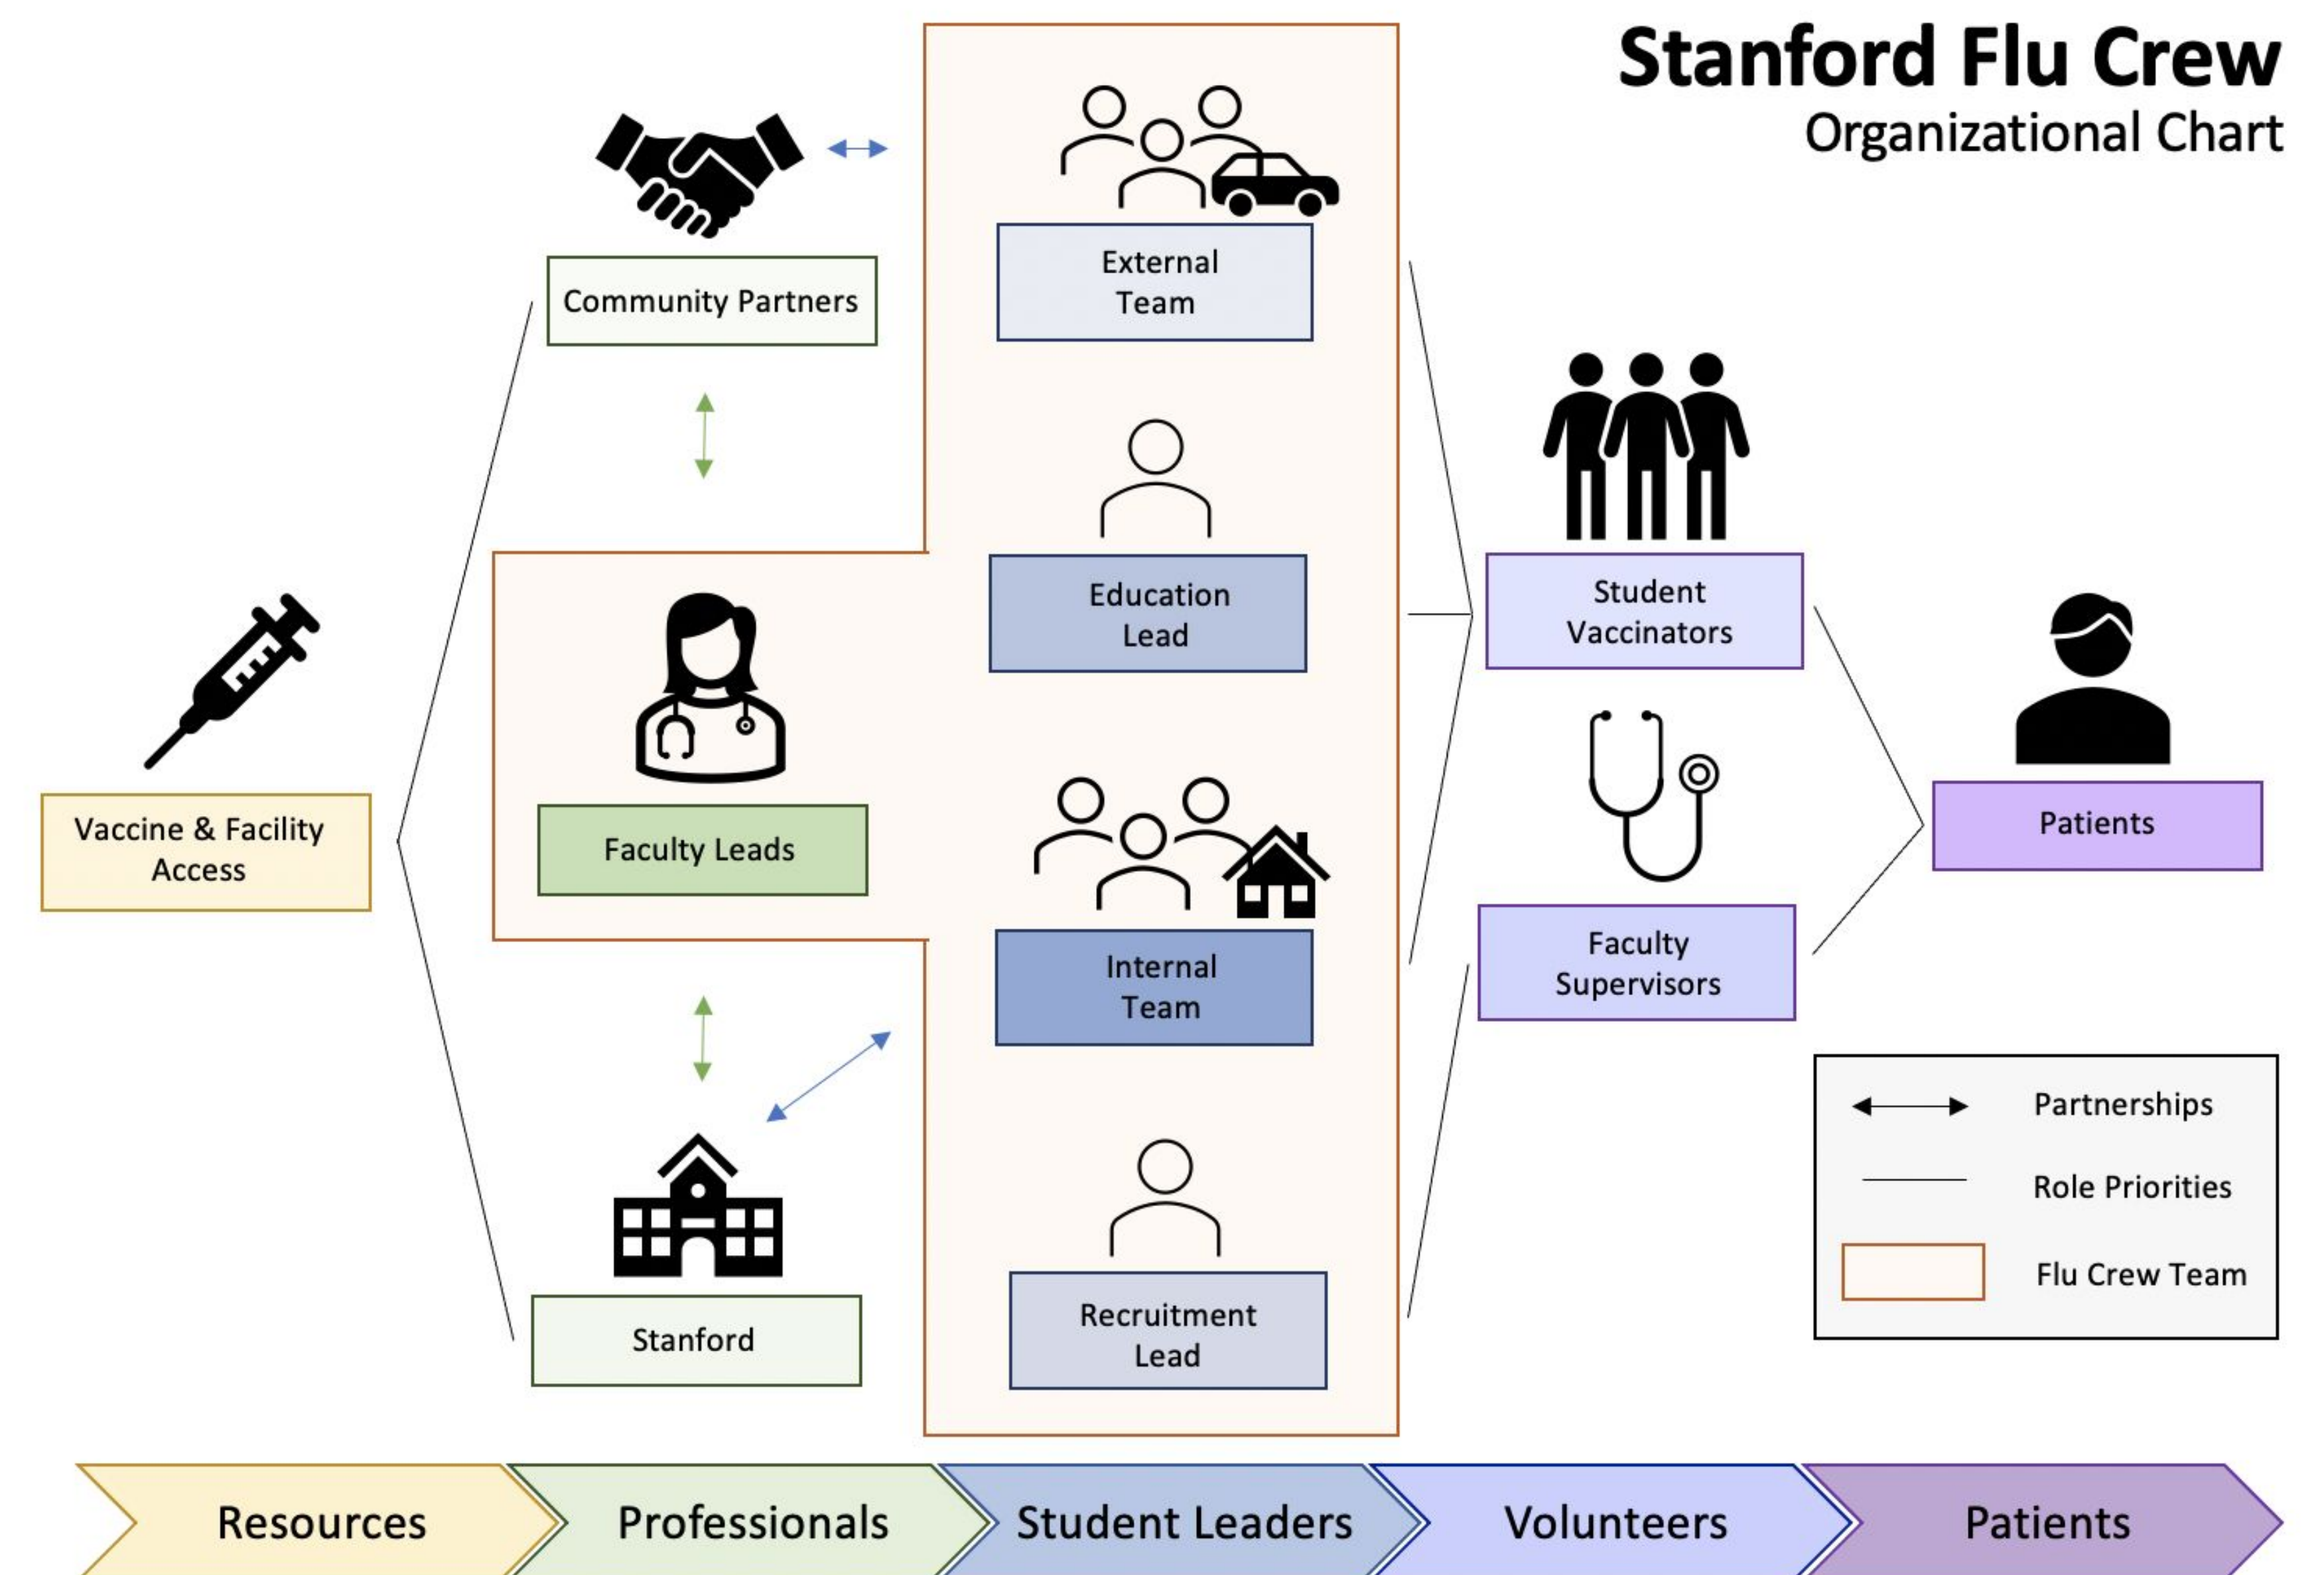 Stanford Flu Crew
Organizational Chart
Community Partners
External
Team
Education
Lead
Student
Vaccinators
Vaccine & Facility
Access
Faculty Leads
Patients
Internal
Team
Faculty
Supervisors
Stanford
Recruitment
Lead
Partnerships
Role Priorities
Flu Crew Team
Resources
Professionals
Student Leaders
Volunteers
Patients